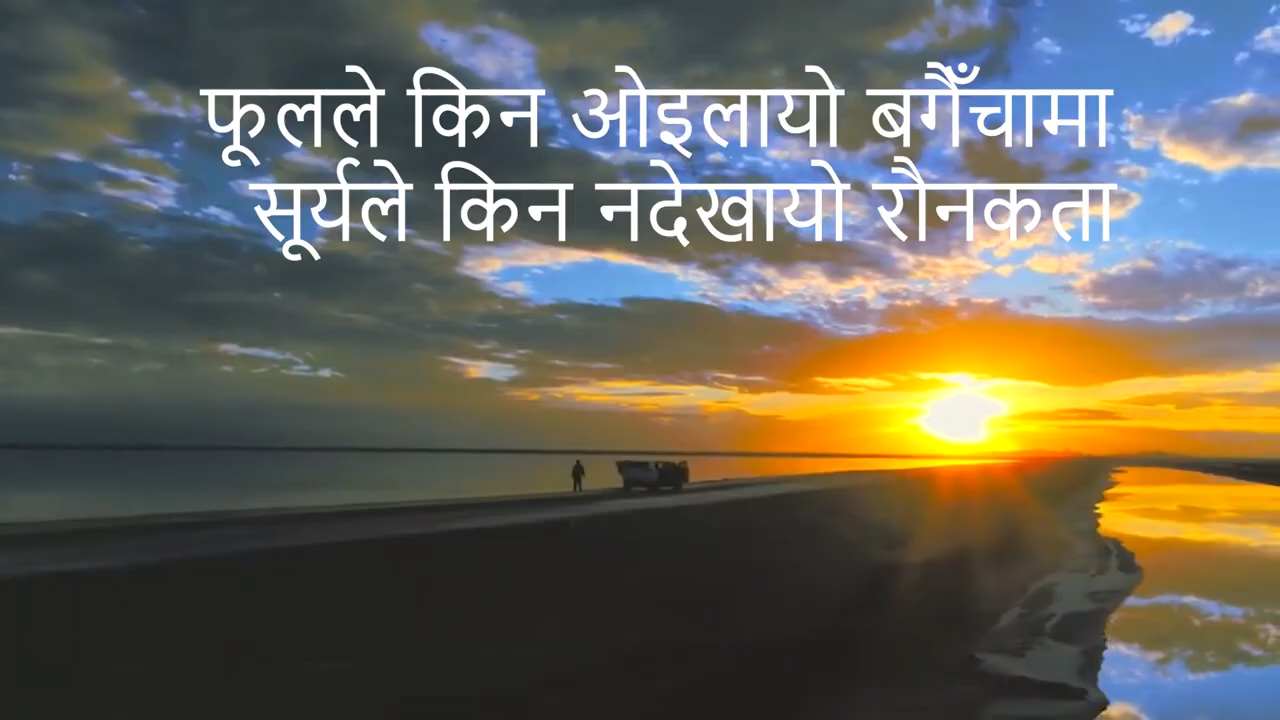 फूलले किन ओइलायो बगैँचामा
सूर्यले किन नदेखायो रौनकता